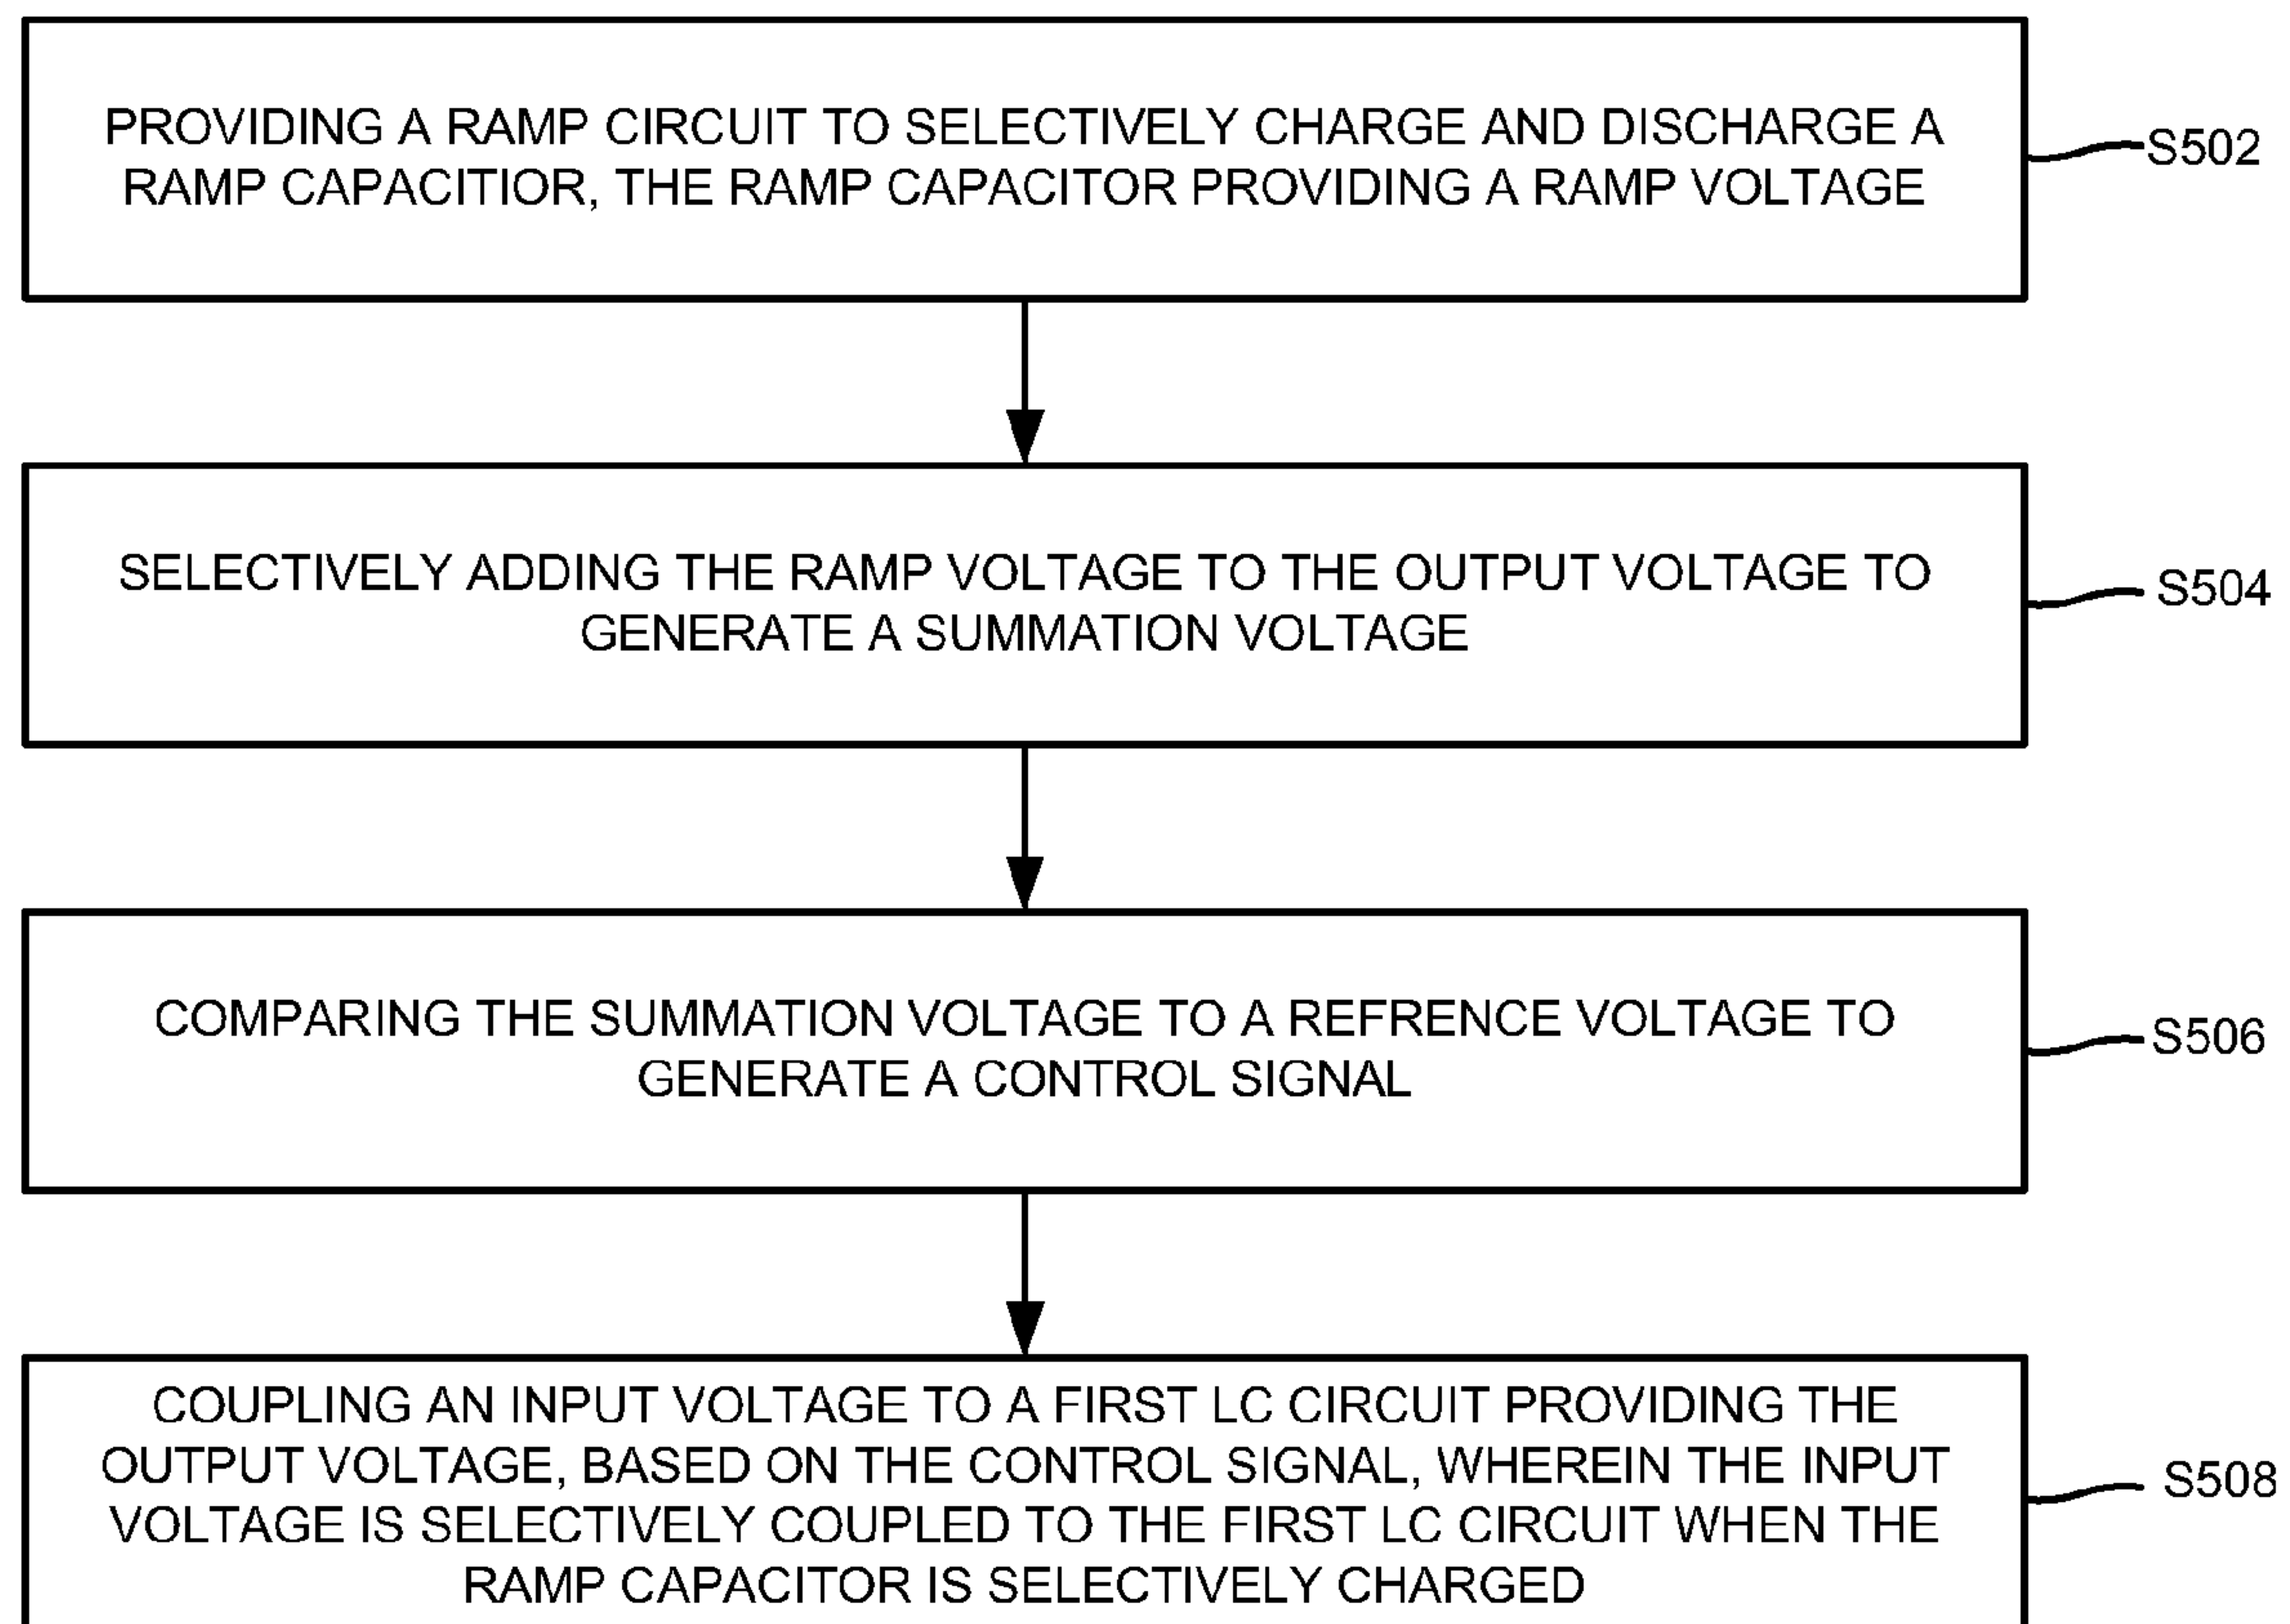 PROVIDING A RAMP CIRCUIT TO SELECTIVELY CHARGE AND DISCHARGE A
RAMP CAPACITIOR, THE RAMP CAPACITOR PROVIDING A RAMP VOLTAGE
S502
SELECTIVELY ADDING THE RAMP VOLTAGE TO THE OUTPUT VOLTAGE TO
GENERATE A SUMMATION VOLTAGE
S504
COMPARING THE SUMMATION VOLTAGE TO A REFRENCE VOLTAGE TO
GENERATE A CONTROL SIGNAL
S506
COUPLING AN INPUT VOLTAGE TO A FIRST LC CIRCUIT PROVIDING THE
OUTPUT VOLTAGE, BASED ON THE CONTROL SIGNAL, WHEREIN THE INPUT
VOLTAGE IS SELECTIVELY COUPLED TO THE FIRST LC CIRCUIT WHEN THE
RAMP CAPACITOR IS SELECTIVELY CHARGED
S508